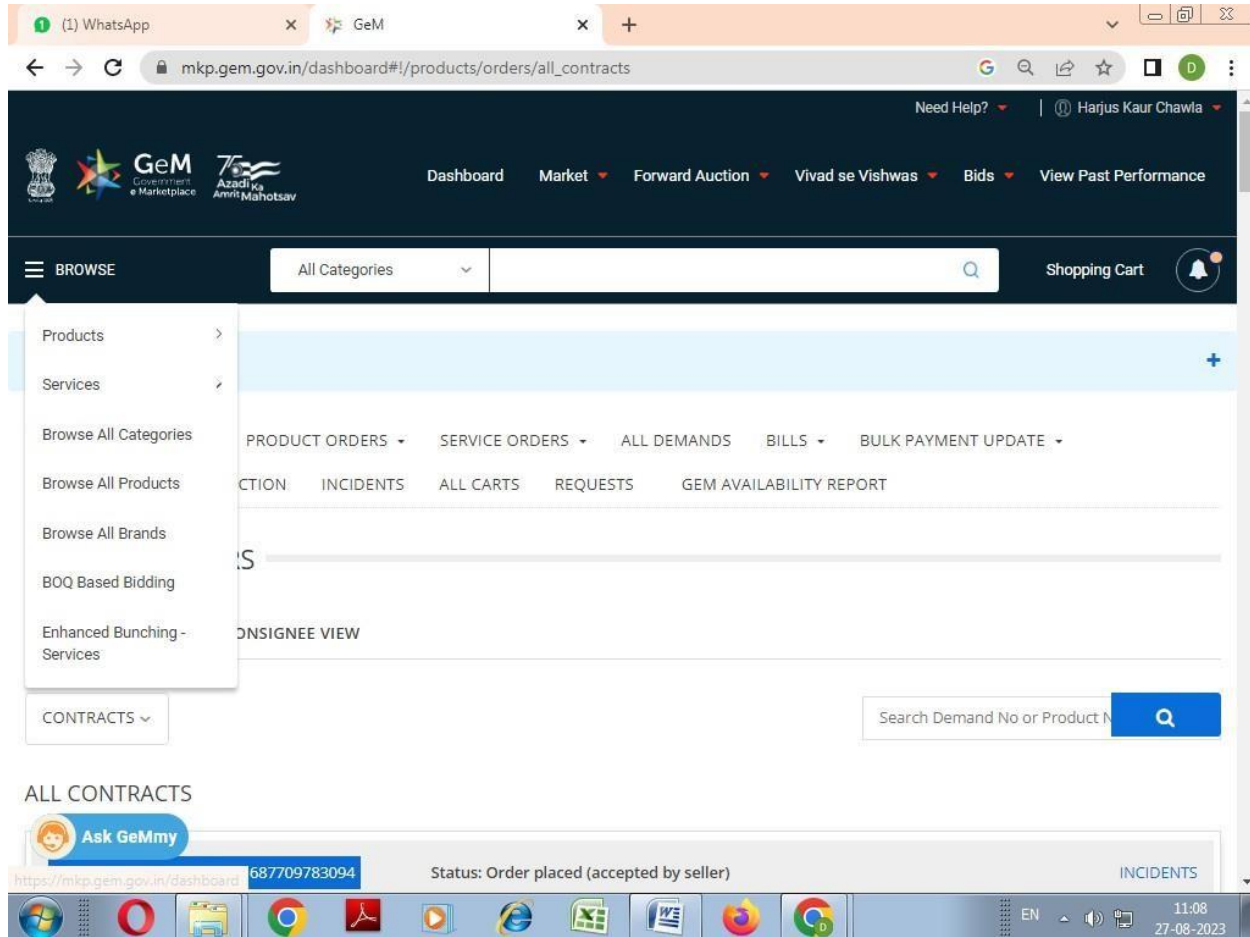 1 (1) WhatsApp GeM
mkp.gem.gov.in/dashboard#!/products/orders/all_contracts G D
Need Help? Harjus Kaur Chawla
GeM
Government
e Marketplace
Azadi Ka
Amrit Mahotsav
Dashboard Market Forward Auction Vivad se Vishwas Bids View Past Performance
BROWSE All Categories Shopping Cart
Products
Services
Browse All Categories PRODUCT ORDERS SERVICE ORDERS ALL DEMANDS BILLS BULK PAYMENT UPDATE
Browse All Products CTION INCIDENTS ALL CARTS REQUESTS GEM AVAILABILITY REPORT
Browse All Brands
RS
BOQ Based Bidding
Enhanced Bunching - ONSIGNEE VIEW
Services
CONTRACTS Search Demand No or Product N
ALL CONTRACTS
Ask GeMmy
687709783094 Status: Order placed (accepted by seller) INCIDENTS
https://mkp.gem.gov.in/dashboard
EN 11:08
27-08-2023